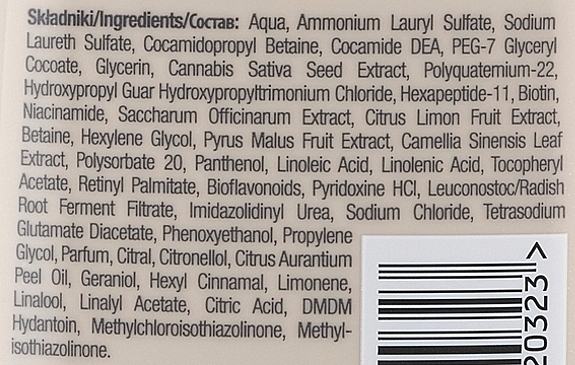 Składniki/Ingredients/Состав: Aqua, Ammonium Lauryl Sulfate, Sodium
Laureth Sulfate, Cocamidopropyl Betaine, Cocamide DEA, PEG-7 Glyceryl
Cocoate, Glycerin, Cannabis Sativa Seed Extract, Polyquaternium-22,
Hydroxypropyl Guar Hydroxypropyltrimonium Chloride, Hexapeptide-11, Biotin,
Niacinamide, Saccharum Officinarum Extract, Citrus Limon Fruit Extract,
Betaine, Hexylene Glycol, Pyrus Malus Fruit Extract, Camellia Sinensis Leaf
Extract, Polysorbate 20, Panthenol, Linoleic Acid, Linolenic Acid, Tocopheryl
Acetate, Retinyl Palmitate, Bioflavonoids, Pyridoxine HCl, Leuconostoc/Radish
Root Ferment Filtrate, Imidazolidinyl Urea, Sodium Chloride, Tetrasodium
Glutamate Diacetate, Phenoxyethanol, Propylene
Glycol, Parfum, Citral, Citronellol, Citrus Aurantium
Peel Oil, Geraniol, Hexyl Cinnamal, Limonene,
Linalool, Linalyl Acetate, Citric Acid, DMDM
Hydantoin, Methylchloroisothiazolinone, Methyl-
isothiazolinone.
20323>